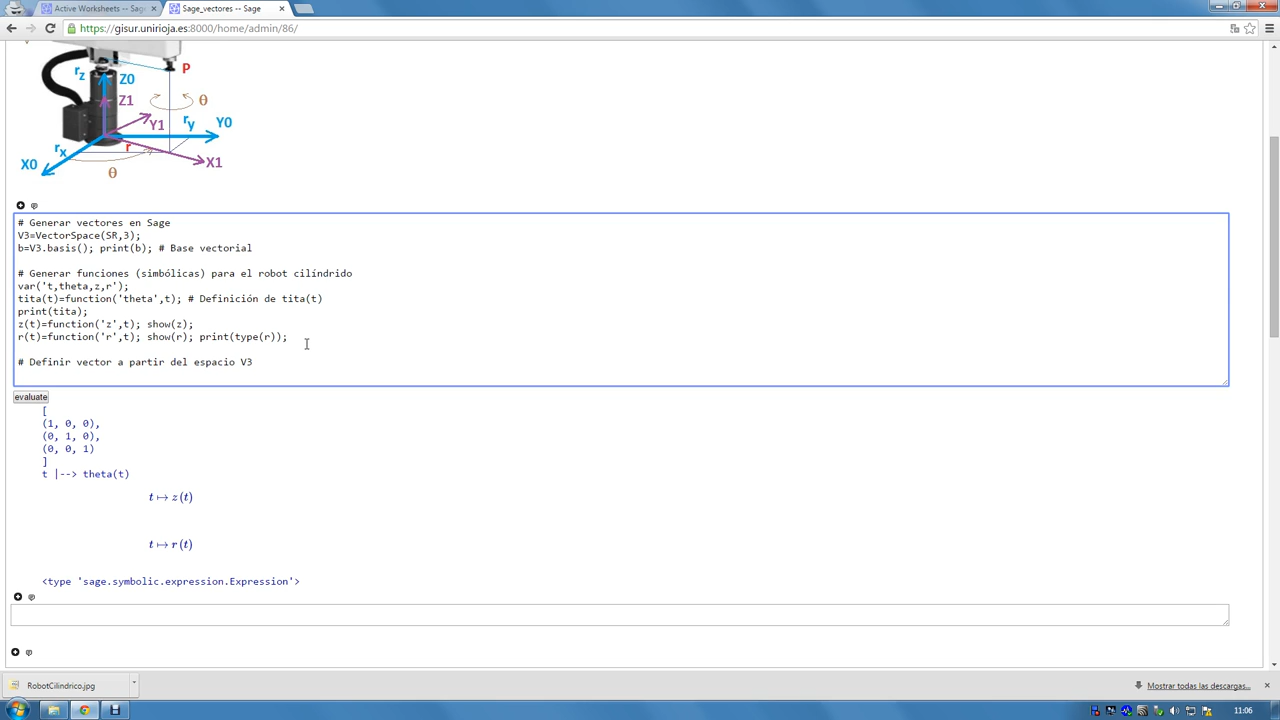 Active Worksheets -- Sag
Sage_vectores -- Sage
https://gisur.unirioja.es:8000/home/admin/86/
rz
Z0
P
Z1
θ
Y1
ry
Y0
rx
r
X0
X1
θ
# Generar vectores en Sage
V3=VectorSpace(SR,3);
b=V3.basis(); print(b); # Base vectorial
# Generar funciones (simbólicas) para el robot cilíndrido
var('t,theta,z,r');
tita(t)=function('theta',t); # Definición de tita(t)
print(tita);
z(t)=function('z',t); show(z);
r(t)=function('r',t); show(r); print(type(r));
# Definir vector a partir del espacio V3
evaluate
[
(1, 0, 0),
(0, 1, 0),
(0, 0, 1)
]
t |--> theta(t)
t ↦ z(t)
t ↦ r(t)
<type 'sage.symbolic.expression.Expression'>
RobotCilindrico.jpg
Mostrar todas las descargas...
11:06